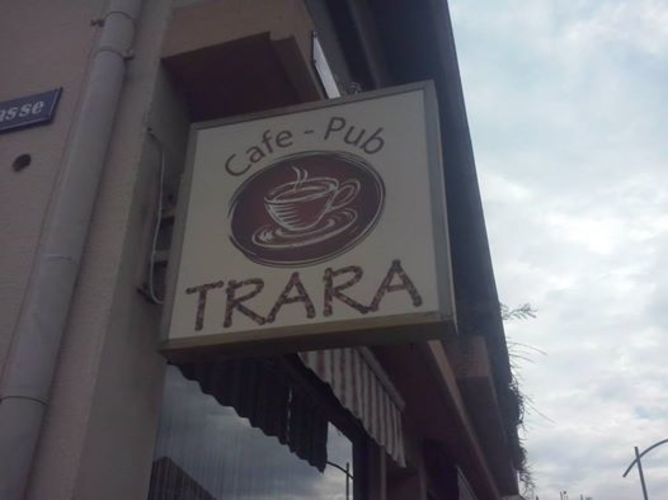 asse
Cafe - Pub
TRARA